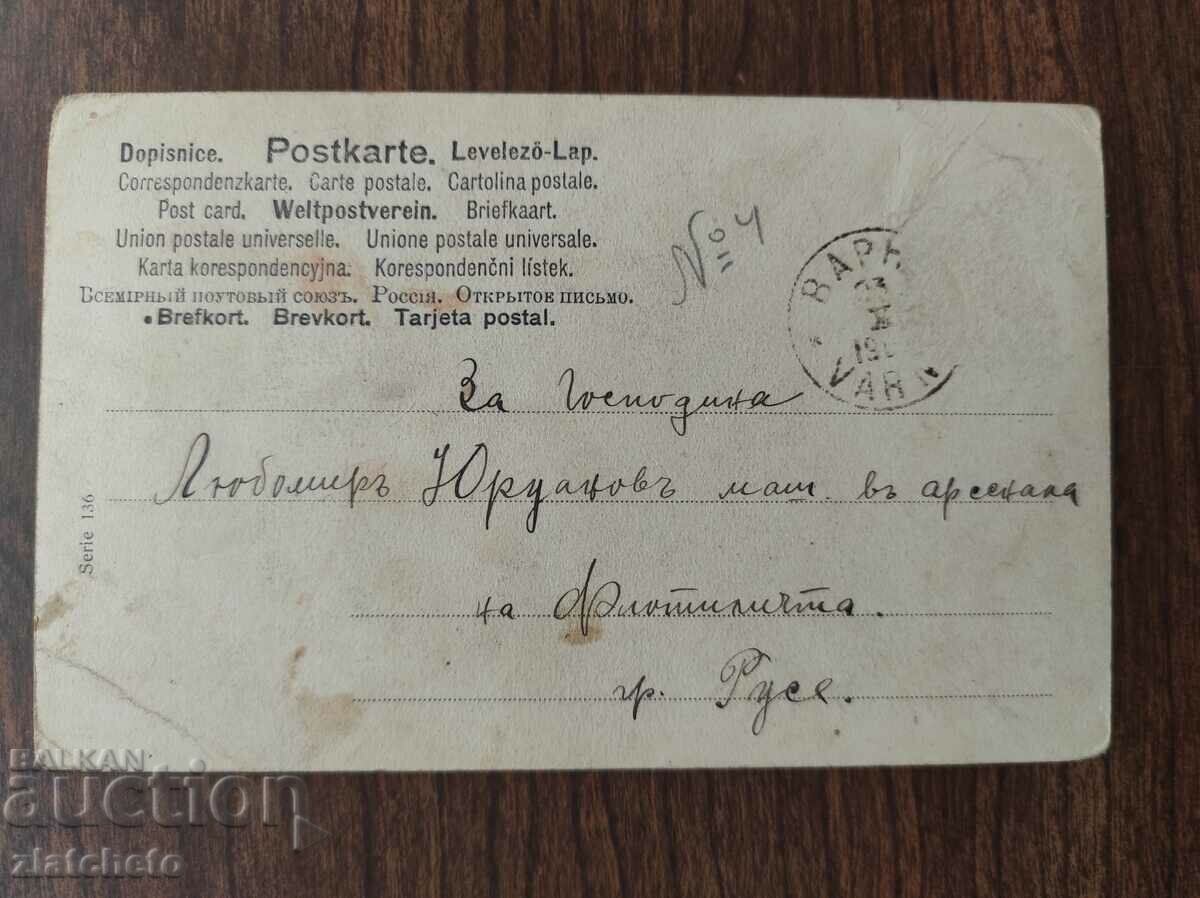 Dopisnice. Postkarte. Levelező-Lap.
Correspondenzkarte. Carte postale. Cartolina postale.
Post card. Weltpostverein. Briefkaart.
Union postale universelle. Unione postale universale.
Karta korespondencyjna. Korespondenční lístek.
Всемірный почтовый союзъ. Россія. Открытое письмо.
Brefkort. Brevkort. Tarjeta postal.
№ 4
ВАРН
190
VARN
За Господина
Любомиръ Юрдановъ маш. въ арсенала
на Флотилията.
гр. Русе.
Serie 136
BALKAN
auction
zlatcheto